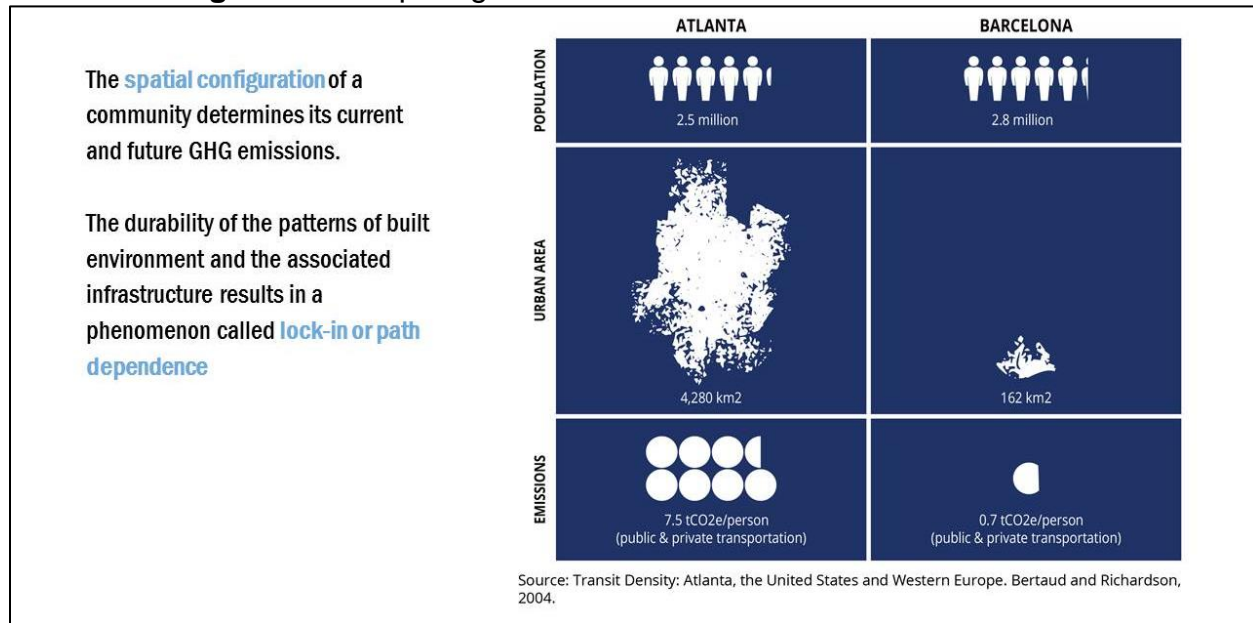 The spatial configuration of a
community determines its current
and future GHG emissions.
The durability of the patterns of built
environment and the associated
infrastructure results in a
phenomenon called lock-in or path
dependence
ATLANTA
BARCELONA
POPULATION
2.5 million
2.8 million
URBAN AREA
4,280 km2
162 km2
EMISSIONS
7.5 tCO2e/person
(public & private transportation)
0.7 tCO2e/person
(public & private transportation)
Source: Transit Density: Atlanta, the United States and Western Europe. Bertaud and Richardson,
2004.